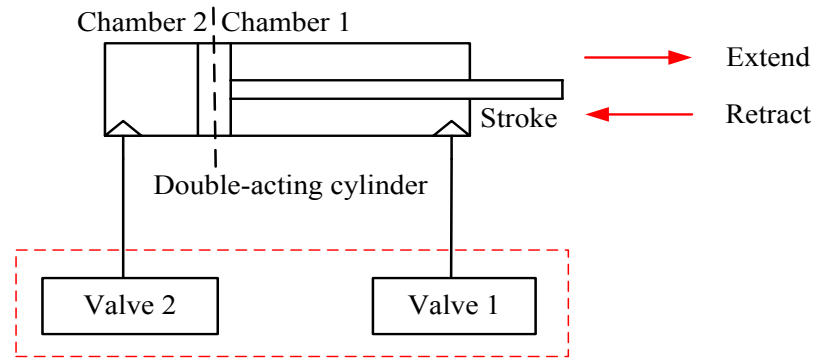 Chamber 2 Chamber 1
Extend
Stroke
Retract
Double-acting cylinder
Valve 2
Valve 1